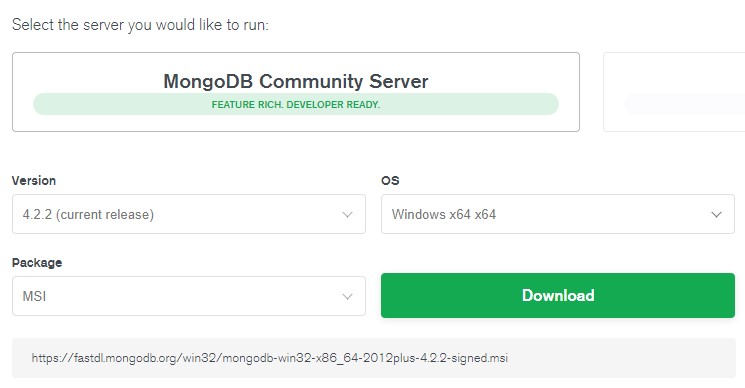 Select the server you would like to run:
MongoDB Community Server
FEATURE RICH. DEVELOPER READY.
Version
OS
4.2.2 (current release)
Windows x64 x64
Package
MSI
Download
https://fastdl.mongodb.org/win32/mongodb-win32-x86_64-2012plus-4.2.2-signed.msi